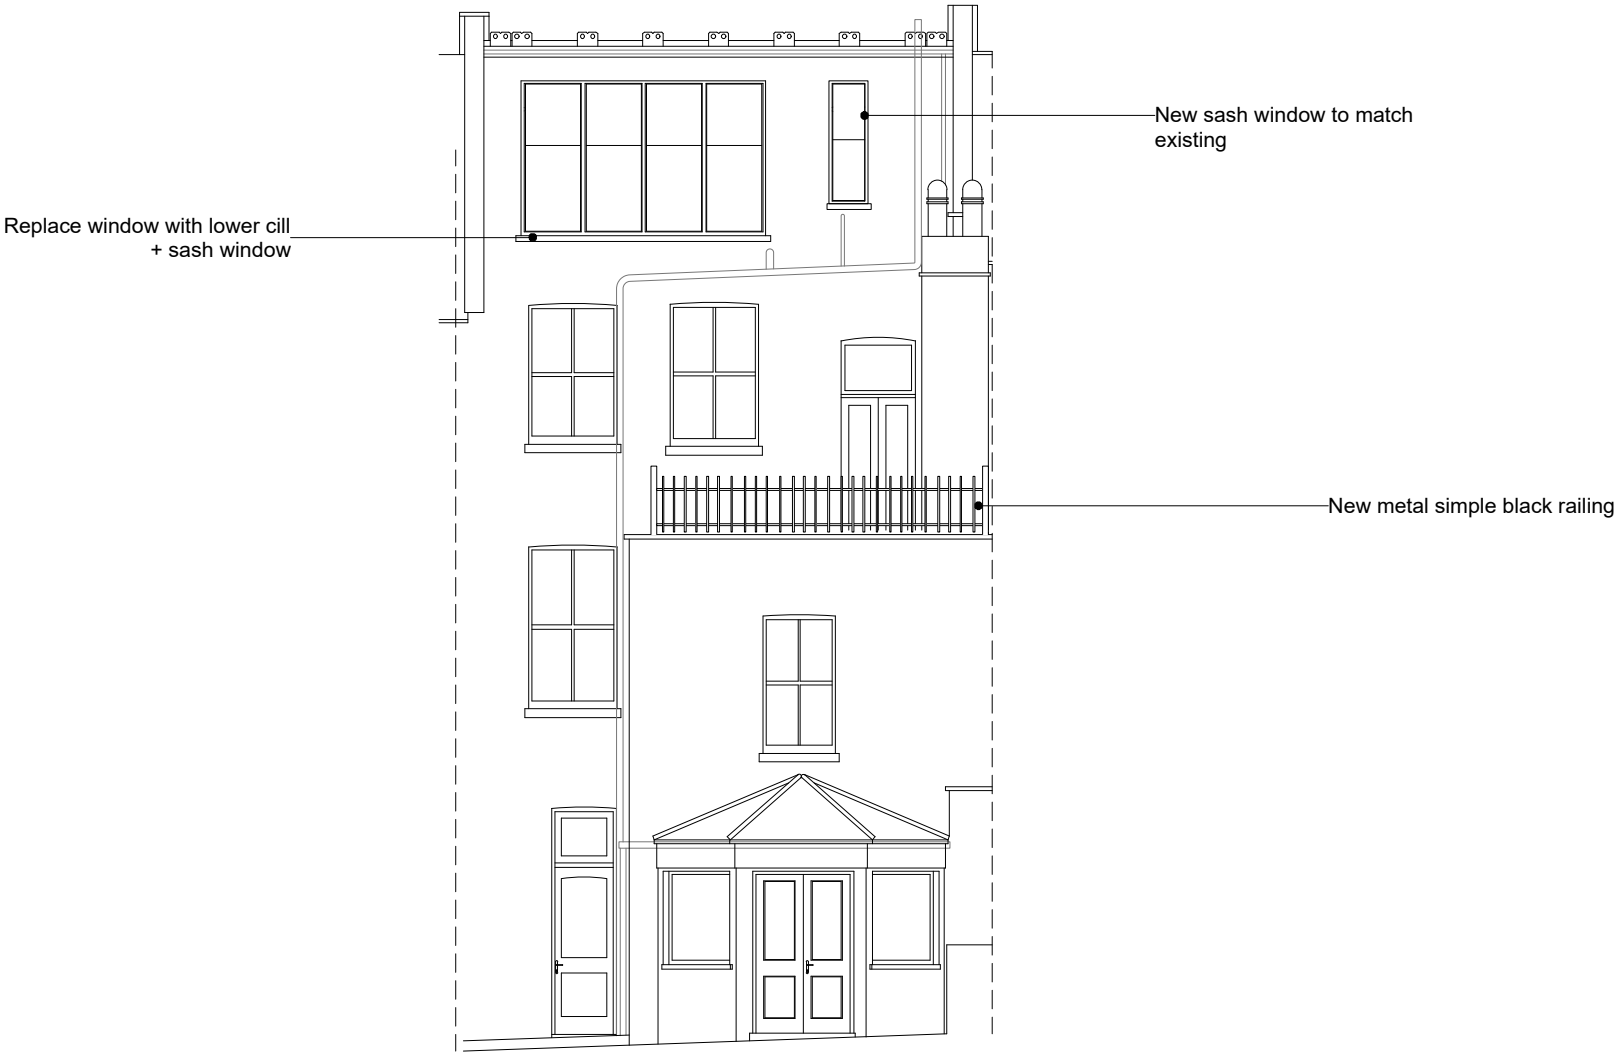 New sash window to match
existing
Replace window with lower cill
+ sash window
New metal simple black railing